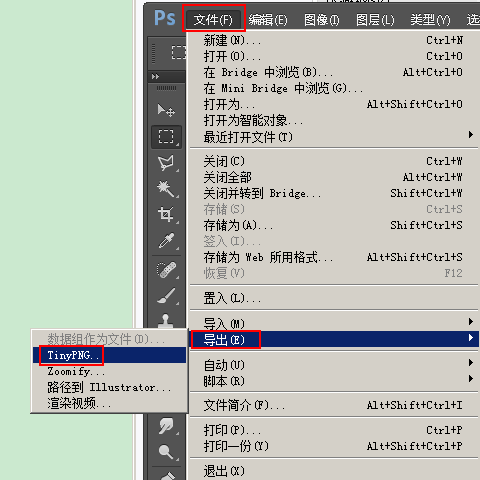 Ps 文件(F) 编辑(E) 图像(I) 图层(L) 类型(Y)
新建(N)... Ctrl+N
打开(O)... Ctrl+O
在 Bridge 中浏览(B)... Alt+Ctrl+O
在 Mini Bridge 中浏览(G)...
打开为... Alt+Shift+Ctrl+O
打开为智能对象...
最近打开文件(T)
关闭(C) Ctrl+W
关闭全部 Alt+Ctrl+W
关闭并转到 Bridge... Shift+Ctrl+W
存储(S) Ctrl+S
存储为(A)... Shift+Ctrl+S
签入(I)...
存储为 Web 所用格式... Alt+Shift+Ctrl+S
恢复(V) F12
置入(L)...
导入(M)
导出(E)
数据组作为文件(D)...
TinyPNG..
Zoomify...
路径到 Illustrator...
渲染视频...
自动(U)
脚本(R)
文件简介(F)... Alt+Shift+Ctrl+I
打印(P)... Ctrl+P
打印一份(Y) Alt+Shift+Ctrl+P
退出(X)